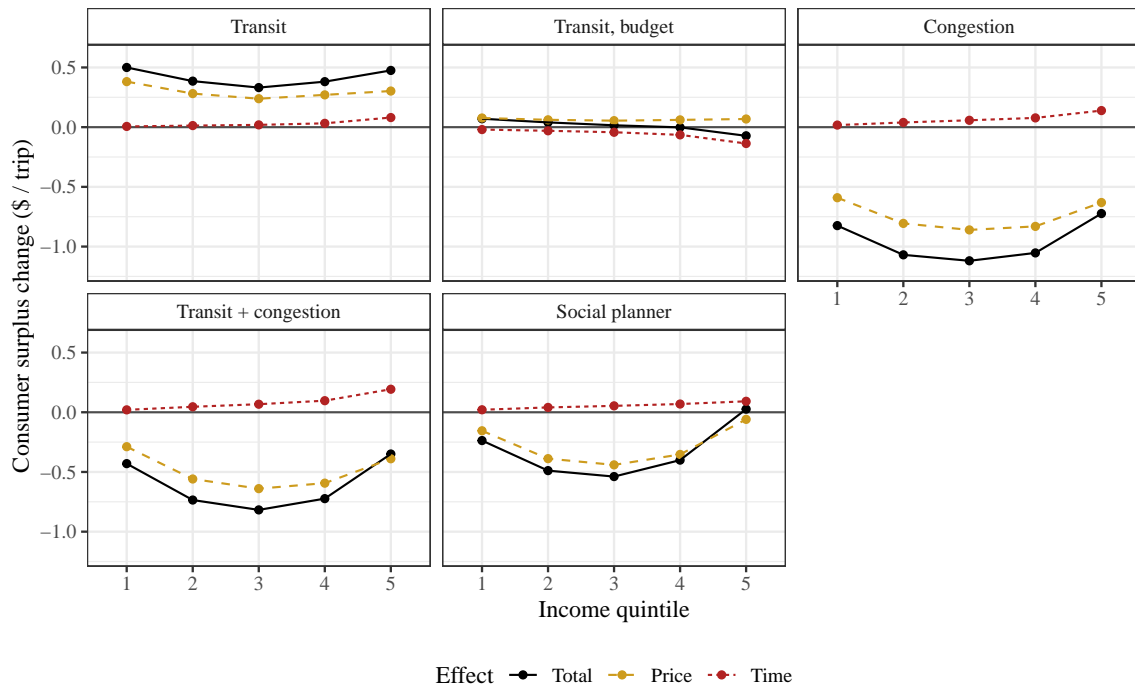 Transit
Transit, budget
Congestion
Consumer surplus change ($ / trip)
0.5
0.0
−0.5
−1.0
1 2 3 4 5
Transit + congestion
Social planner
0.5
0.0
−0.5
−1.0
1 2 3 4 5
1 2 3 4 5
Income quintile
Effect Total Price Time